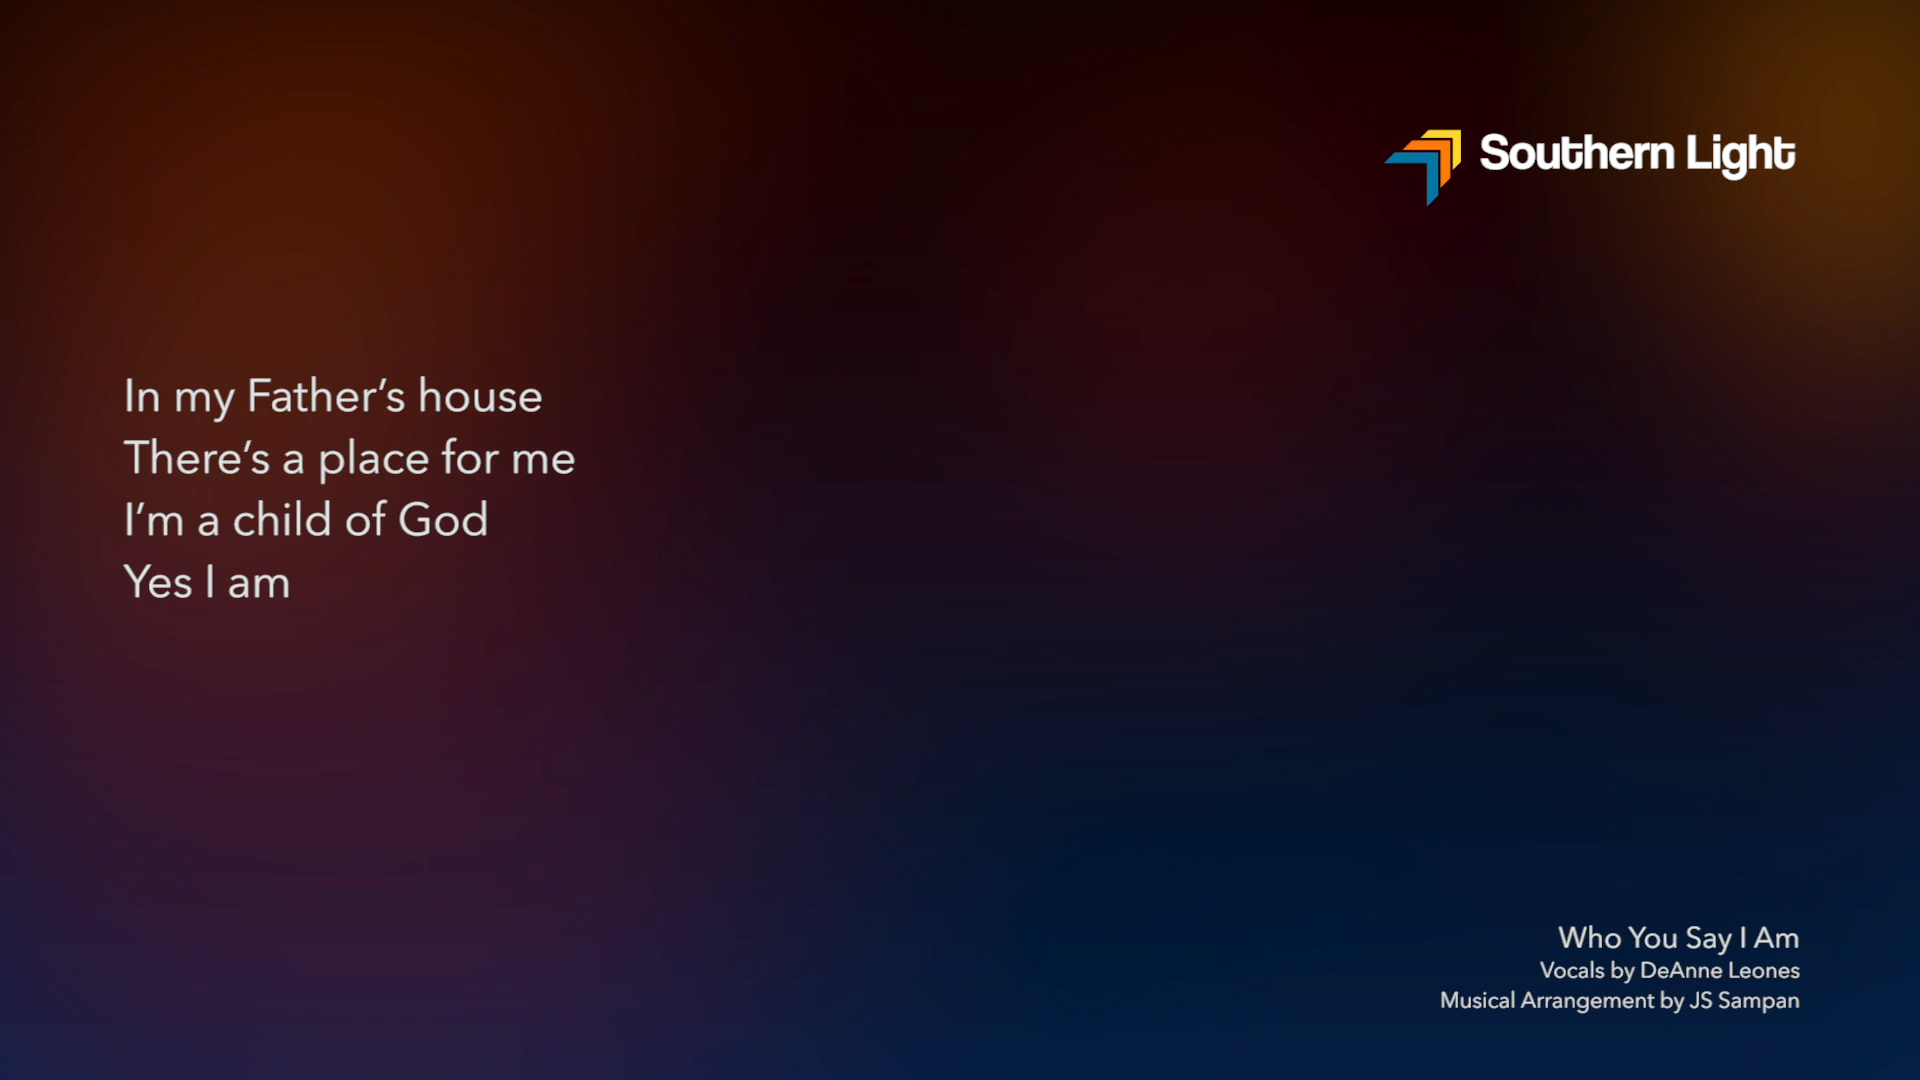 Southern Light
In my Father’s house
There’s a place for me
I’m a child of God
Yes I am
Who You Say I Am
Vocals by DeAnne Leones
Musical Arrangement by JS Sampan